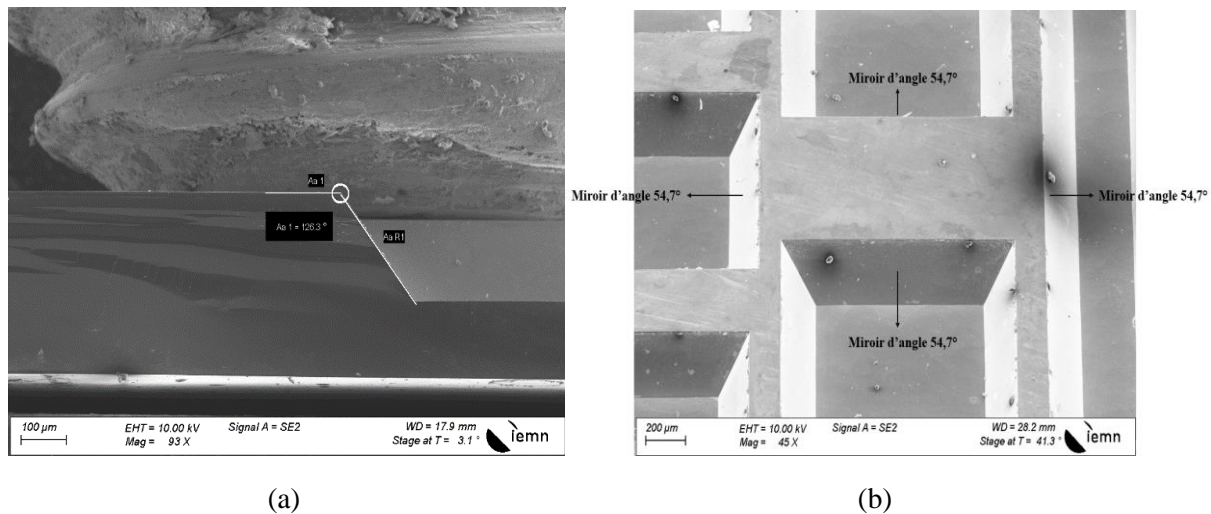 Aa 1
Aa 1 = 126.3 °
Aa R1
100 µm
EHT = 10.00 kV
Signal A = SE2
WD = 17.9 mm
Mag = 93 X
Stage at T = 3.1 °
iemn
(a)
Miroir d’angle 54,7°
Miroir d’angle 54,7°
Miroir d’angle 54,7°
Miroir d’angle 54,7°
200 µm
EHT = 10.00 kV
Signal A = SE2
WD = 28.2 mm
Mag = 45 X
Stage at T = 41.3 °
iemn
(b)